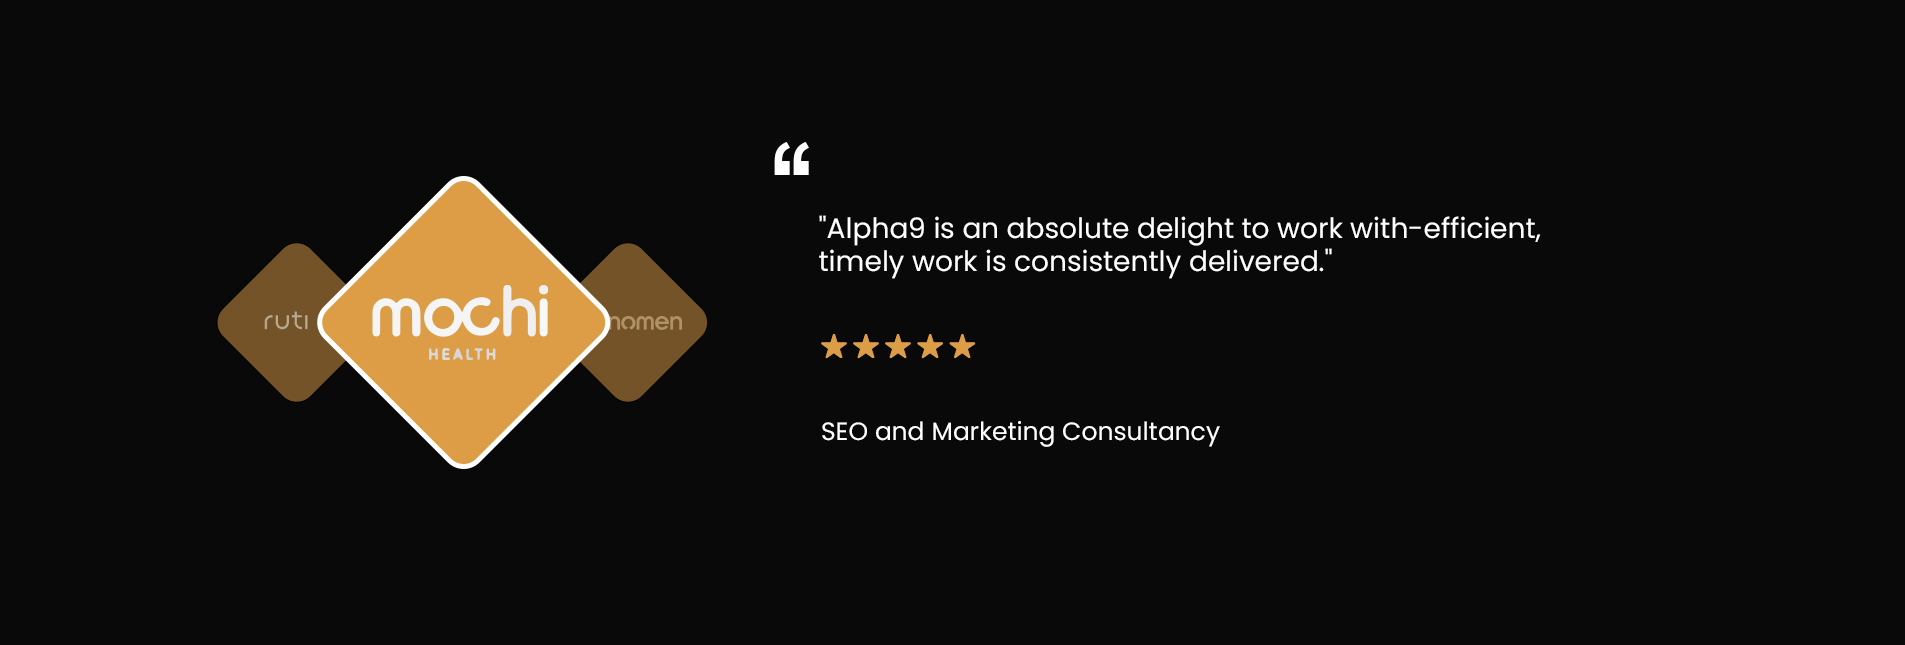 ruti
mochi
HEALTH
nomen
“
"Alpha9 is an absolute delight to work with-efficient,
timely work is consistently delivered."
SEO and Marketing Consultancy